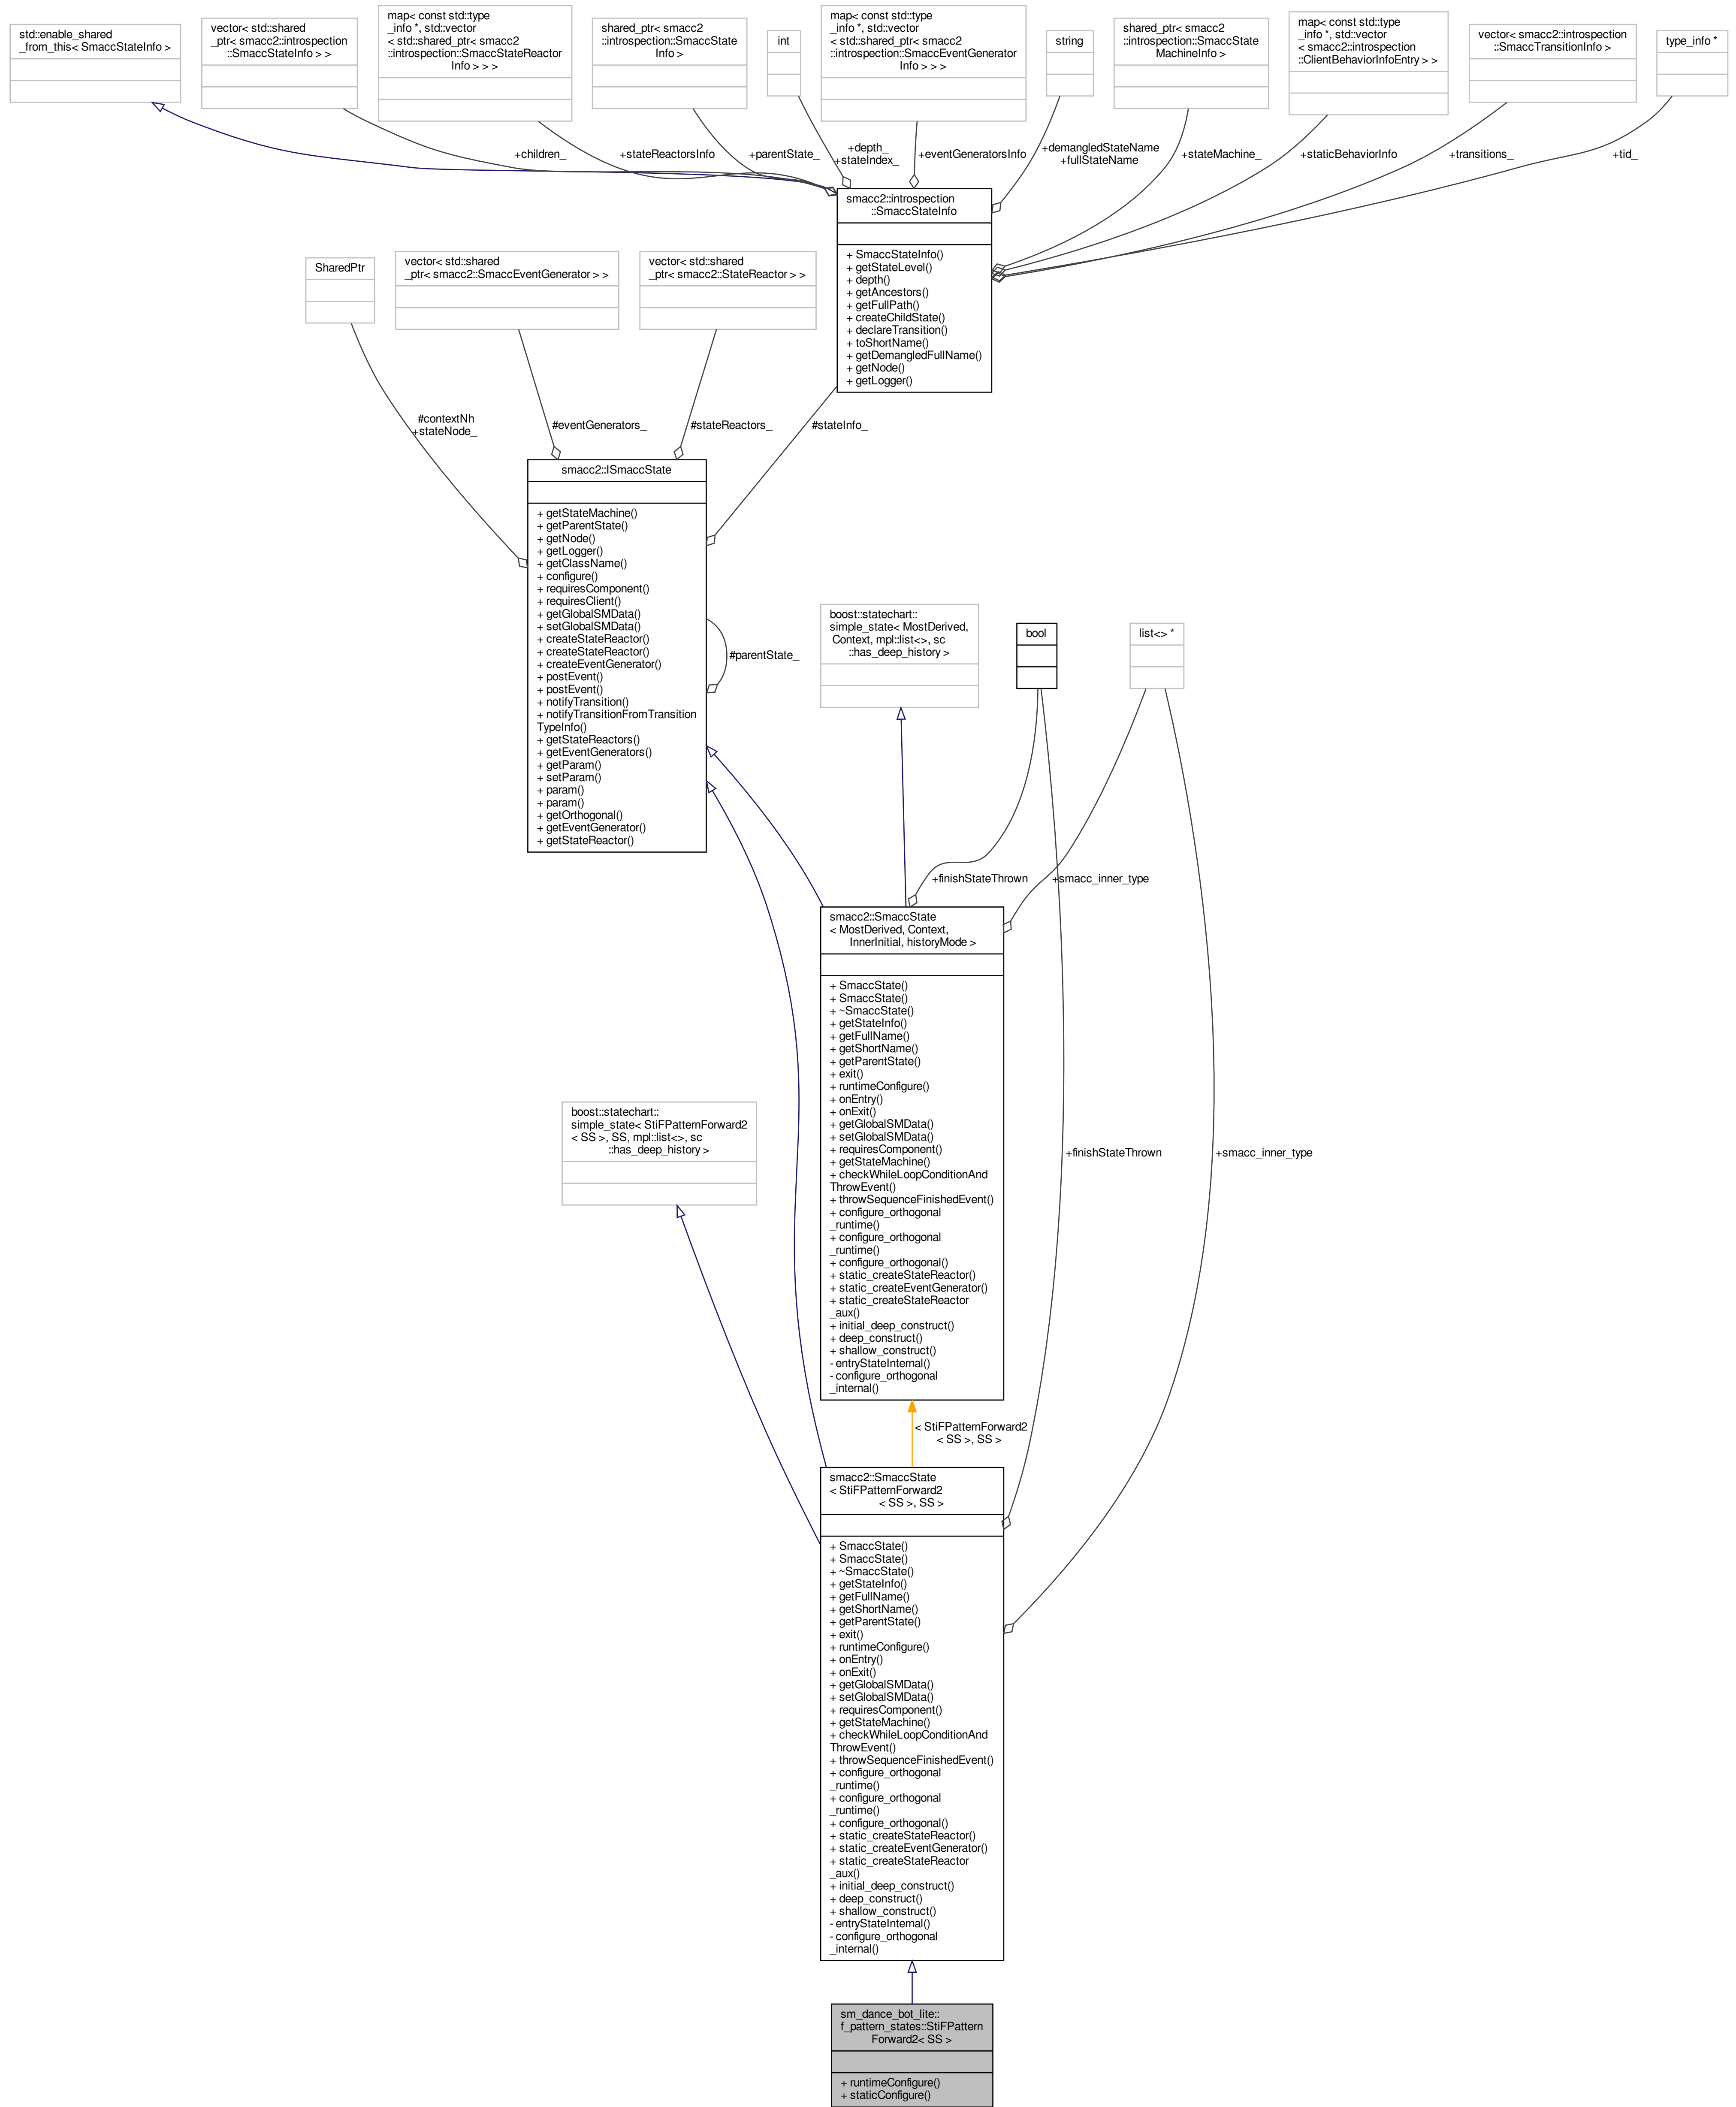 std::enable_shared
_from_this< SmaccStateInfo >
vector< std::shared
_ptr< smacc2::introspection
::SmaccStateInfo > >
map< const std::type
_info *, std::vector
< std::shared_ptr< smacc2
::introspection::SmaccStateReactor
Info > > >
shared_ptr< smacc2
::introspection::SmaccState
Info >
int
map< const std::type
_info *, std::vector
< std::shared_ptr< smacc2
::introspection::SmaccEventGenerator
Info > > >
string
shared_ptr< smacc2
::introspection::SmaccState
MachineInfo >
map< const std::type
_info *, std::vector
< smacc2::introspection
::ClientBehaviorInfoEntry > >
vector< smacc2::introspection
::SmaccTransitionInfo >
type_info *
+children_
+stateReactorsInfo
+parentState_
+depth_
+stateIndex_
+eventGeneratorsInfo
+demangledStateName
+fullStateName
+stateMachine_
+staticBehaviorInfo
+transitions_
+tid_
smacc2::introspection
::SmaccStateInfo
+ SmaccStateInfo()
+ getStateLevel()
+ depth()
+ getAncestors()
+ getFullPath()
+ createChildState()
+ declareTransition()
+ toShortName()
+ getDemangledFullName()
+ getNode()
+ getLogger()
SharedPtr
vector< std::shared
_ptr< smacc2::SmaccEventGenerator > >
vector< std::shared
_ptr< smacc2::StateReactor > >
#contextNh
+stateNode_
#eventGenerators_
#stateReactors_
#stateInfo_
smacc2::ISmaccState
+ getStateMachine()
+ getParentState()
+ getNode()
+ getLogger()
+ getClassName()
+ configure()
+ requiresComponent()
+ requiresClient()
+ getGlobalSMData()
+ setGlobalSMData()
+ createStateReactor()
+ createStateReactor()
+ createEventGenerator()
+ postEvent()
+ postEvent()
+ notifyTransition()
+ notifyTransitionFromTransition
TypeInfo()
+ getStateReactors()
+ getEventGenerators()
+ getParam()
+ setParam()
+ param()
+ param()
+ getOrthogonal()
+ getEventGenerator()
+ getStateReactor()
#parentState_
boost::statechart::
simple_state< MostDerived,
Context, mpl::list<>, sc
::has_deep_history >
bool
list<> *
+finishStateThrown
+smacc_inner_type
smacc2::SmaccState
< MostDerived, Context,
InnerInitial, historyMode >
+ SmaccState()
+ SmaccState()
+ ~SmaccState()
+ getStateInfo()
+ getFullName()
+ getShortName()
+ getParentState()
+ exit()
+ runtimeConfigure()
+ onEntry()
+ onExit()
+ getGlobalSMData()
+ setGlobalSMData()
+ requiresComponent()
+ getStateMachine()
+ checkWhileLoopConditionAnd
ThrowEvent()
+ throwSequenceFinishedEvent()
+ configure_orthogonal
_runtime()
+ configure_orthogonal
_runtime()
+ configure_orthogonal()
+ static_createStateReactor()
+ static_createEventGenerator()
+ static_createStateReactor
_aux()
+ initial_deep_construct()
+ deep_construct()
+ shallow_construct()
- entryStateInternal()
- configure_orthogonal
_internal()
boost::statechart::
simple_state< StiFPatternForward2
< SS >, SS, mpl::list<>, sc
::has_deep_history >
+finishStateThrown
+smacc_inner_type
< StiFPatternForward2
< SS >, SS >
smacc2::SmaccState
< StiFPatternForward2
< SS >, SS >
+ SmaccState()
+ SmaccState()
+ ~SmaccState()
+ getStateInfo()
+ getFullName()
+ getShortName()
+ getParentState()
+ exit()
+ runtimeConfigure()
+ onEntry()
+ onExit()
+ getGlobalSMData()
+ setGlobalSMData()
+ requiresComponent()
+ getStateMachine()
+ checkWhileLoopConditionAnd
ThrowEvent()
+ throwSequenceFinishedEvent()
+ configure_orthogonal
_runtime()
+ configure_orthogonal
_runtime()
+ configure_orthogonal()
+ static_createStateReactor()
+ static_createEventGenerator()
+ static_createStateReactor
_aux()
+ initial_deep_construct()
+ deep_construct()
+ shallow_construct()
- entryStateInternal()
- configure_orthogonal
_internal()
sm_dance_bot_lite::
f_pattern_states::StiFPattern
Forward2< SS >
+ runtimeConfigure()
+ staticConfigure()